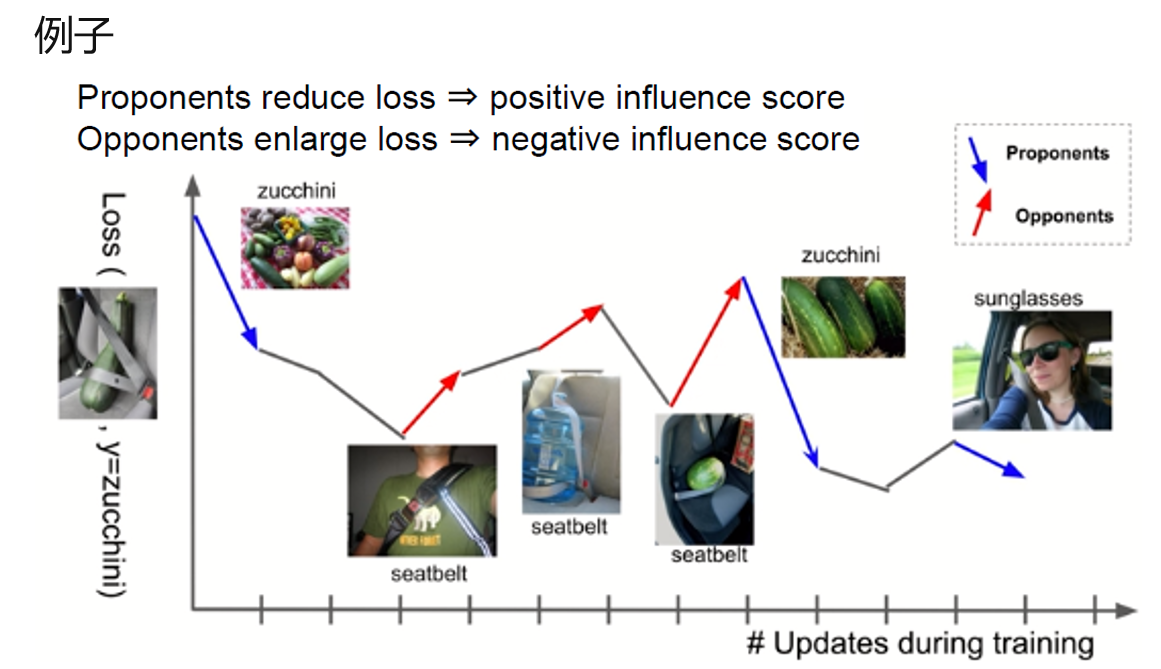 例子
Proponents reduce loss ⇒ positive influence score
Opponents enlarge loss ⇒ negative influence score
Proponents
Opponents
Loss ( , y=zucchini)
zucchini
seatbelt
seatbelt
seatbelt
zucchini
sunglasses
# Updates during training